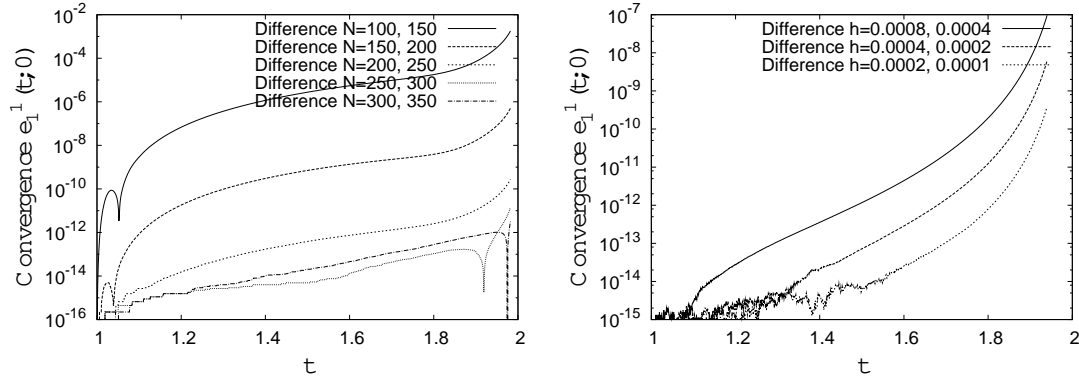 10^-2
10^-4
10^-6
10^-8
10^-10
10^-12
10^-14
10^-16
1
1.2
1.4
1.6
1.8
2
Convergence e_1^1 (t;0)
t
Difference N=100, 150
Difference N=150, 200
Difference N=200, 250
Difference N=250, 300
Difference N=300, 350
10^-7
10^-8
10^-9
10^-10
10^-11
10^-12
10^-13
10^-14
10^-15
1
1.2
1.4
1.6
1.8
2
Convergence e_1^1 (t;0)
t
Difference h=0.0008, 0.0004
Difference h=0.0004, 0.0002
Difference h=0.0002, 0.0001